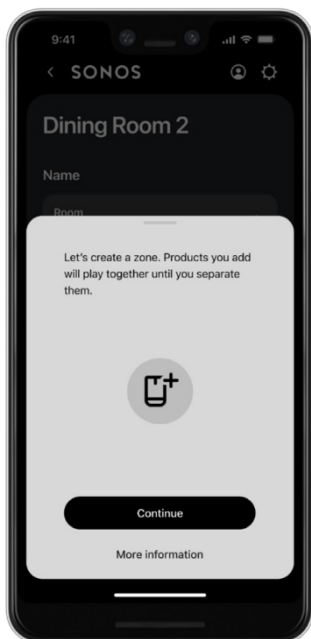 9:41
SONOS
Dining Room 2
Name
Room
Let's create a zone. Products you add
will play together until you separate
them.
Continue
More information